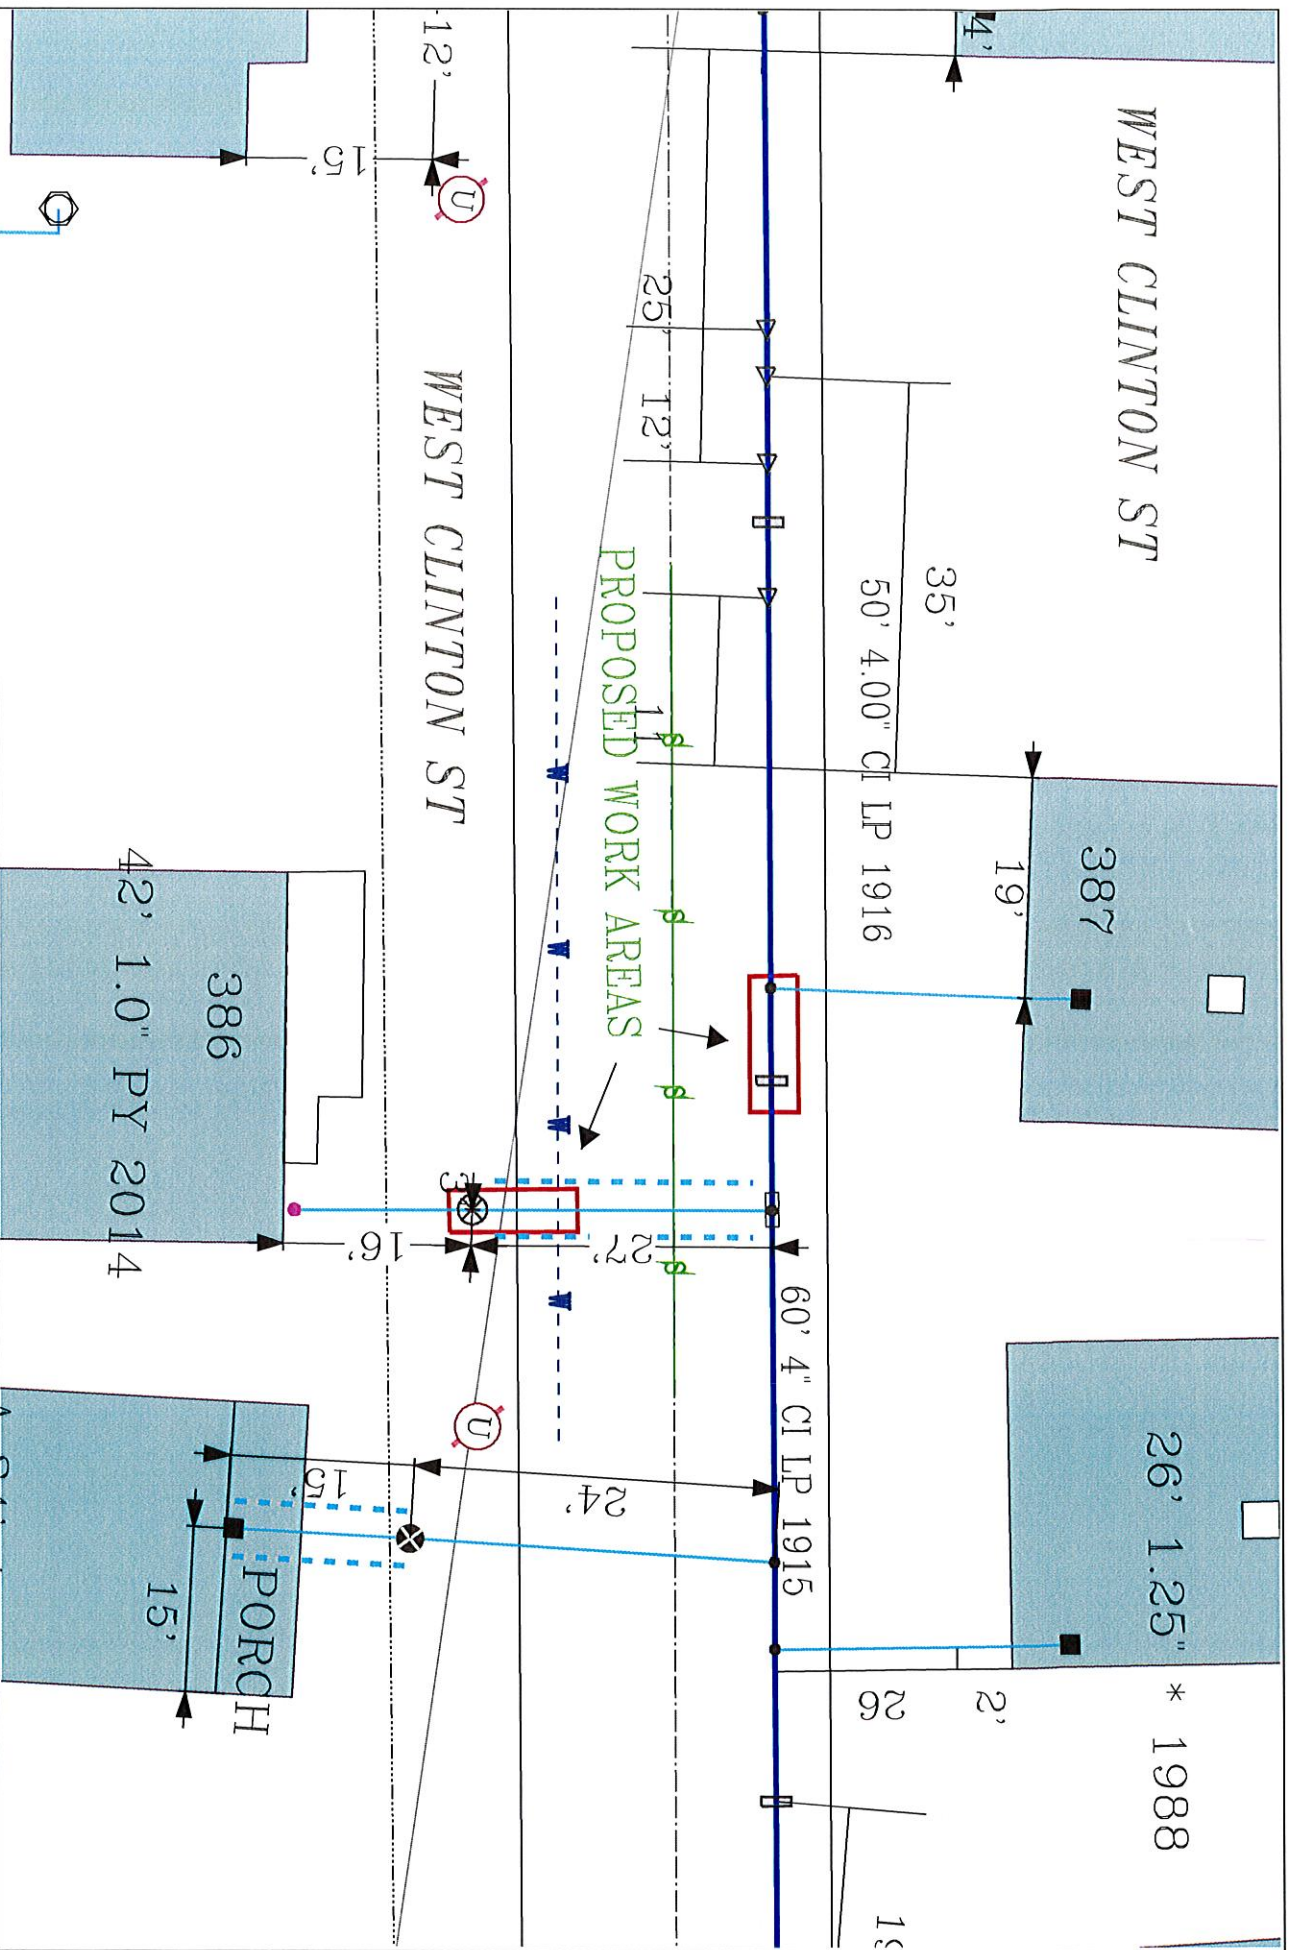 WEST CLINTON ST
4'
12'
15'
U
25'
12'
35'
50' 4.00" CI LP 1916
WEST CLINTON ST
PROPOSED WORK AREAS
11
S
S
S
S
W
W
W
W
387
19'
386
42' 1.0" PY 2014
3
16'
27'
60' 4" CI LP 1915
26' 1.25" * 1988
U
15'
24'
15'
PORCH
26
2'